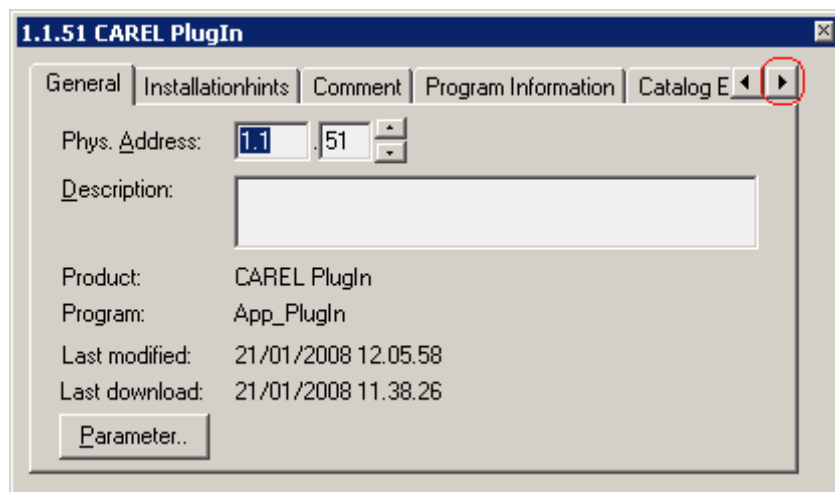 1.1.51 CAREL PlugIn
General Installationhints Comment Program Information Catalog E
Phys. Address: 1.1 .51
Description:
Product: CAREL PlugIn
Program: App_PlugIn
Last modified: 21/01/2008 12.05.58
Last download: 21/01/2008 11.38.26
Parameter..